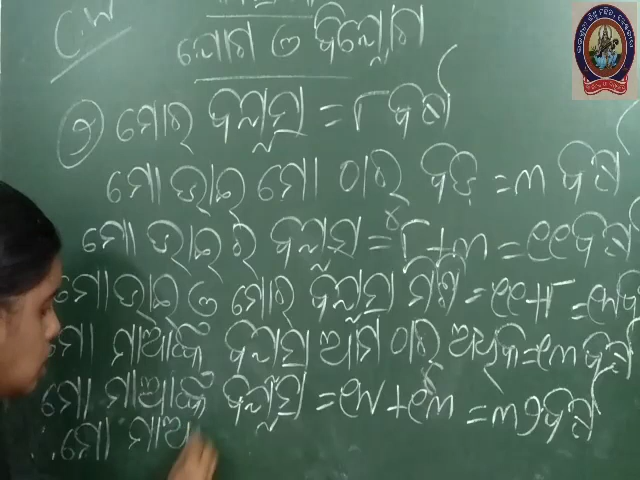 C.W
ଯୋଗ ଓ ବିୟୋଗ
ମୋର ବୟସ = ୮ ବର୍ଷ
ମୋ ଭାଇ ମୋ ଠାରୁ ବଡ଼ = ୩ ବର୍ଷ
ମୋ ଭାଇର ବୟସ = ୮+୩ = ୧୧ ବର୍ଷ
ମୋ ଭାଇ ଓ ମୋର ବୟସ ମିଶି = ୧୧+୮=୧୯
ମୋ ମାଆଙ୍କ ବୟସ ଆମ ଠାରୁ ଅଧିକ=୧୩ ବର୍ଷ
ମୋ ମାଆଙ୍କ ବୟସ = ୧୯+୧୩ = ୩୨ ବର୍ଷ
∴ ମୋ ମାଆ